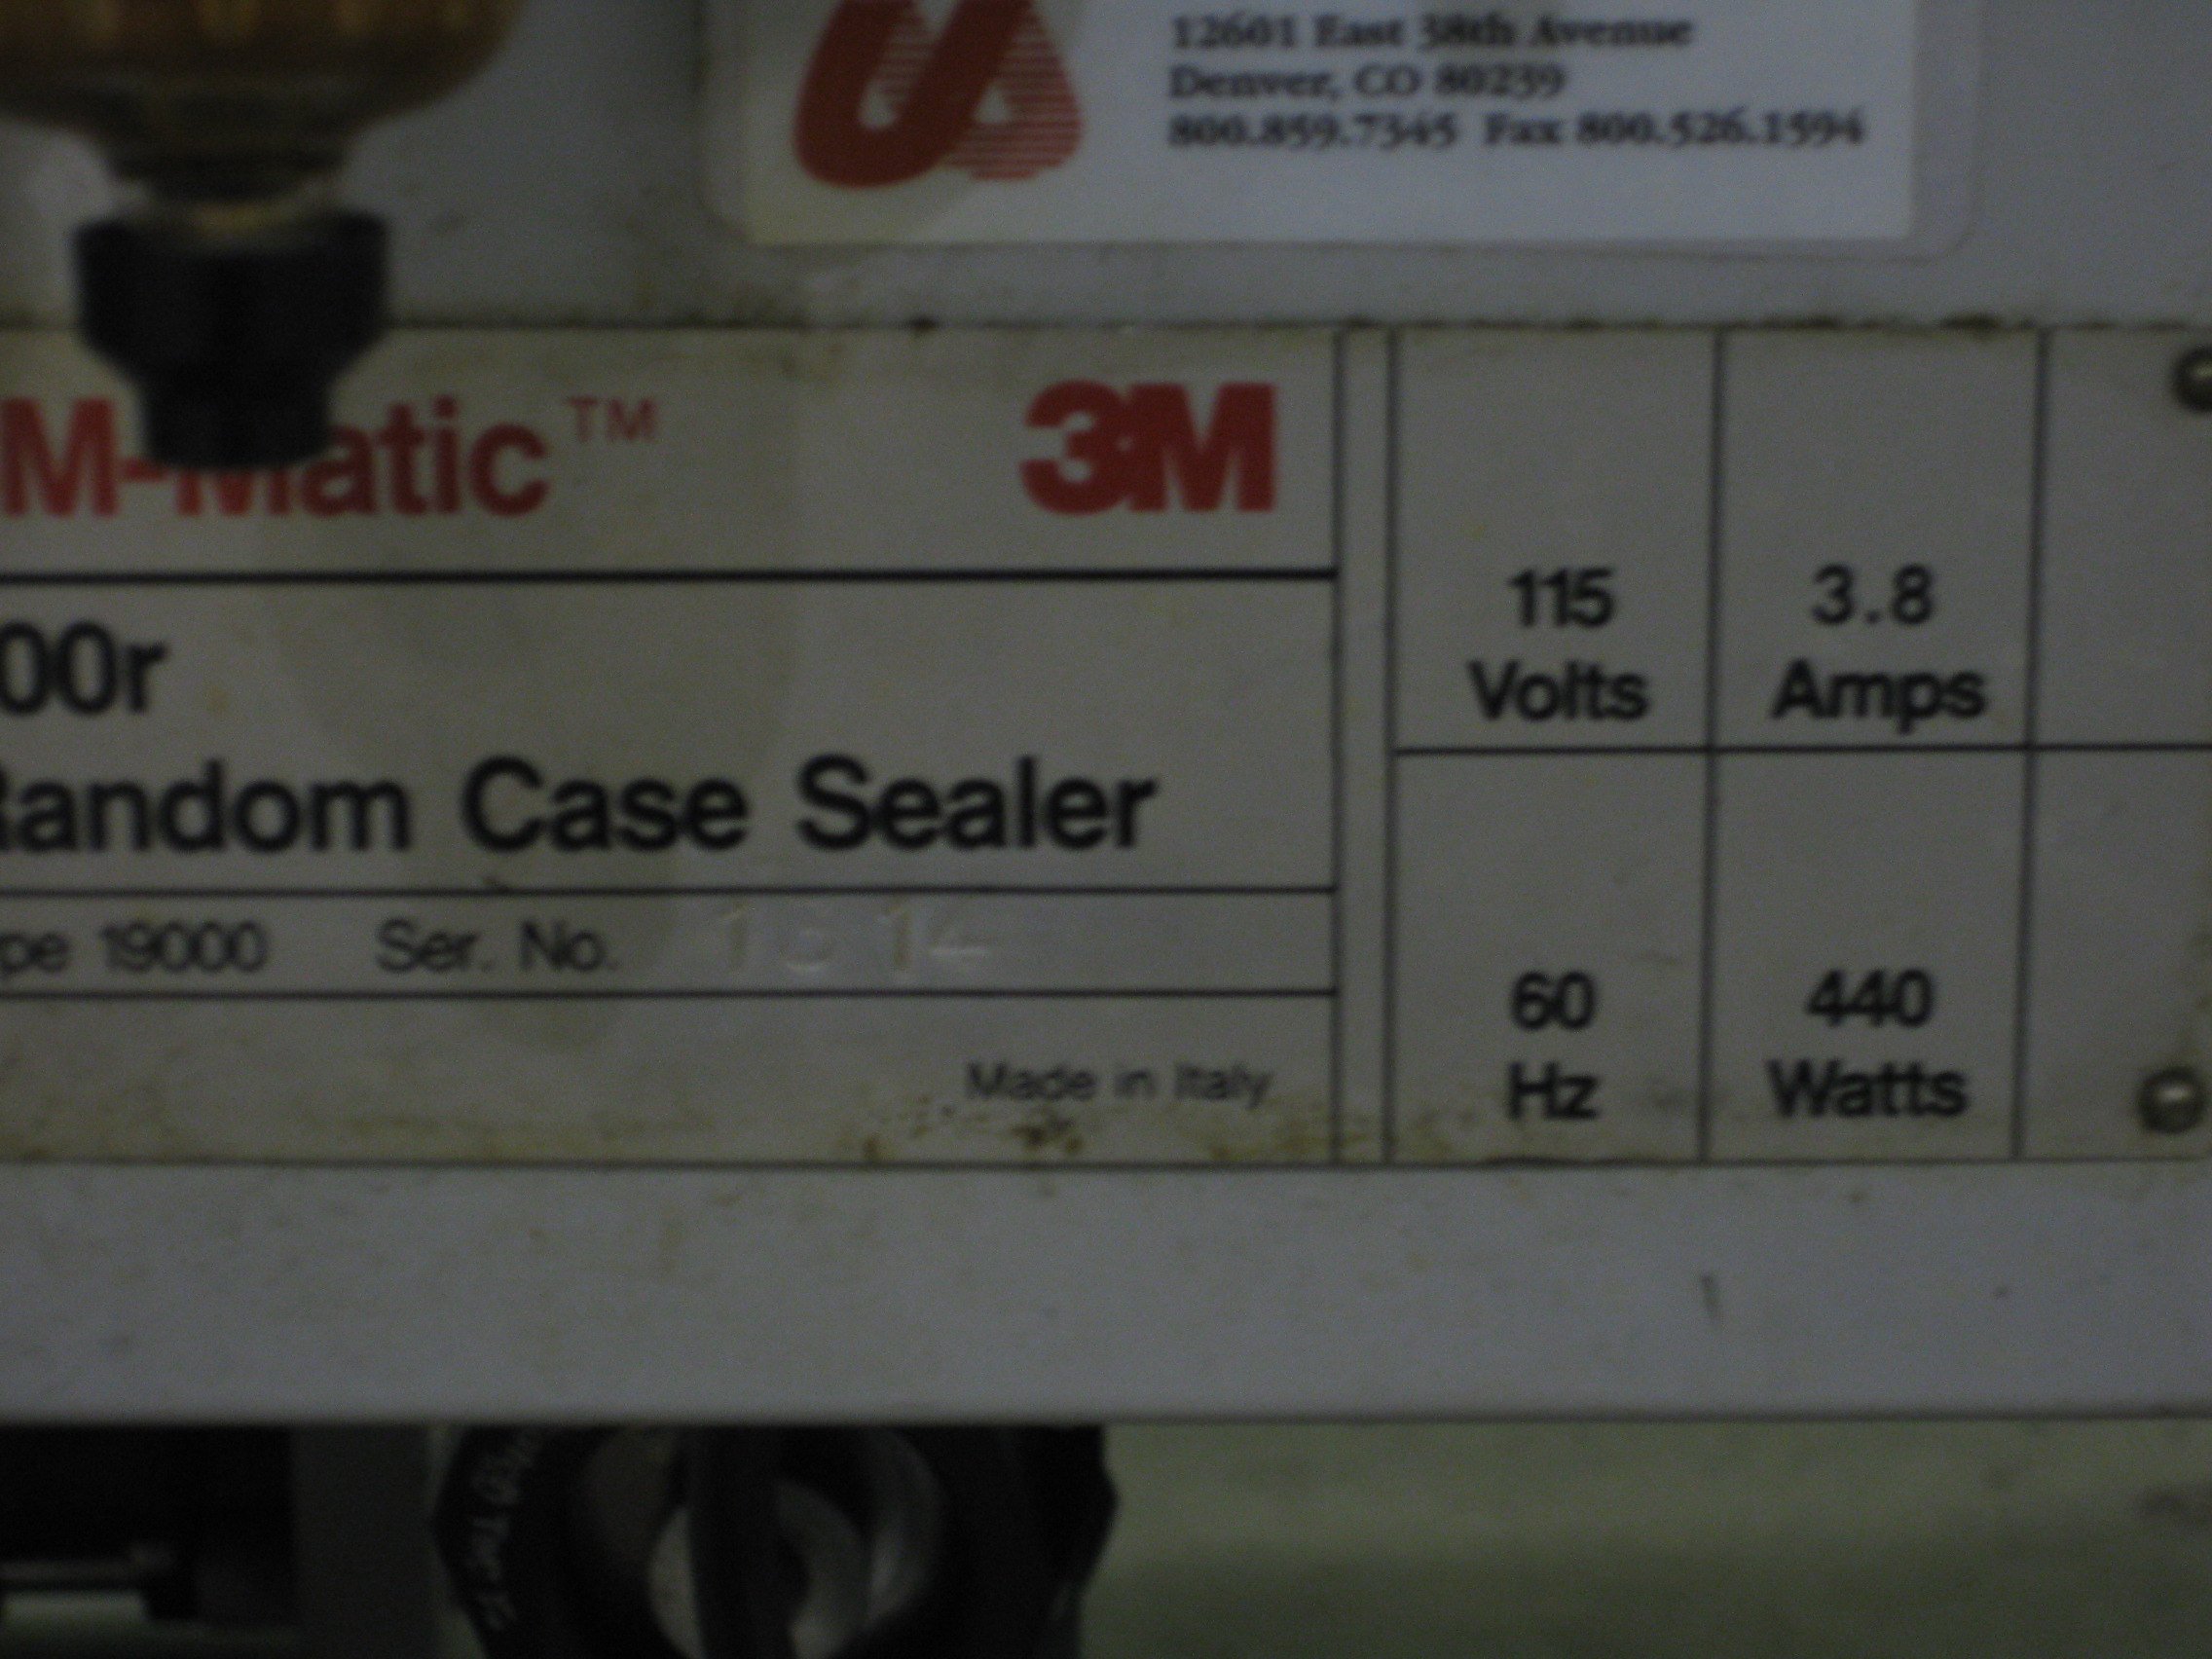 12601 East 38th Avenue
Denver, CO 80239
800.859.7345 Fax 800.526.1594
M-Matic™
3M
00r
Random Case Sealer
pe 19000 Ser. No.
Made in Italy
115
Volts
3.8
Amps
60
Hz
440
Watts